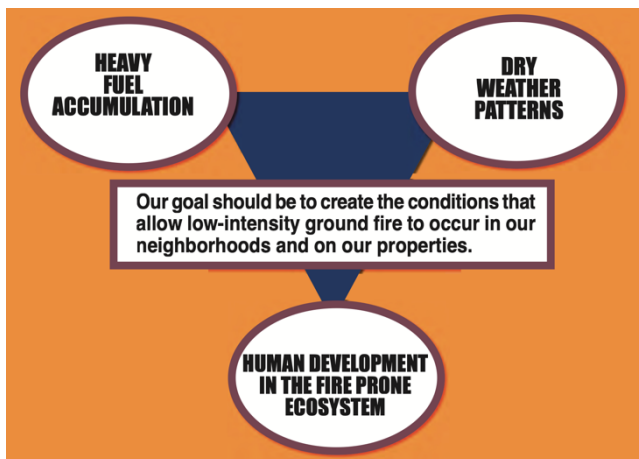 HEAVY
FUEL
ACCUMULATION
DRY
WEATHER
PATTERNS
Our goal should be to create the conditions that
allow low-intensity ground fire to occur in our
neighborhoods and on our properties.
HUMAN DEVELOPMENT
IN THE FIRE PRONE
ECOSYSTEM